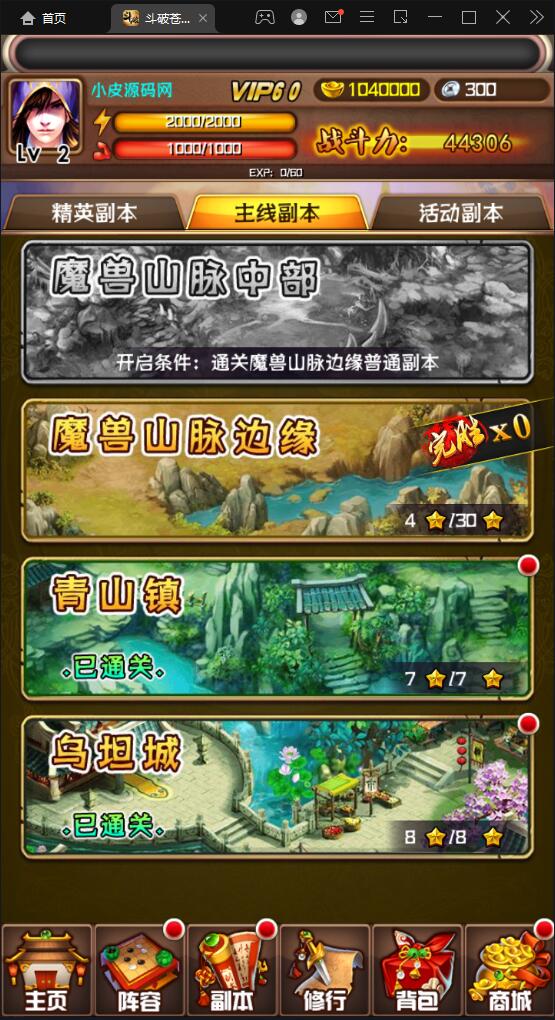 首页
斗破苍...
小皮源码网
VIP60
1040000
300
2000/2000
1000/1000
战斗力: 44306
Lv 2
EXP: 0/60
精英副本
主线副本
活动副本
魔兽山脉中部
开启条件：通关魔兽山脉边缘普通副本
魔兽山脉边缘
完胜 x0
4 /30
青山镇
.已通关.
7 /7
乌坦城
.已通关.
8 /8
主页
阵容
副本
修行
背包
商城